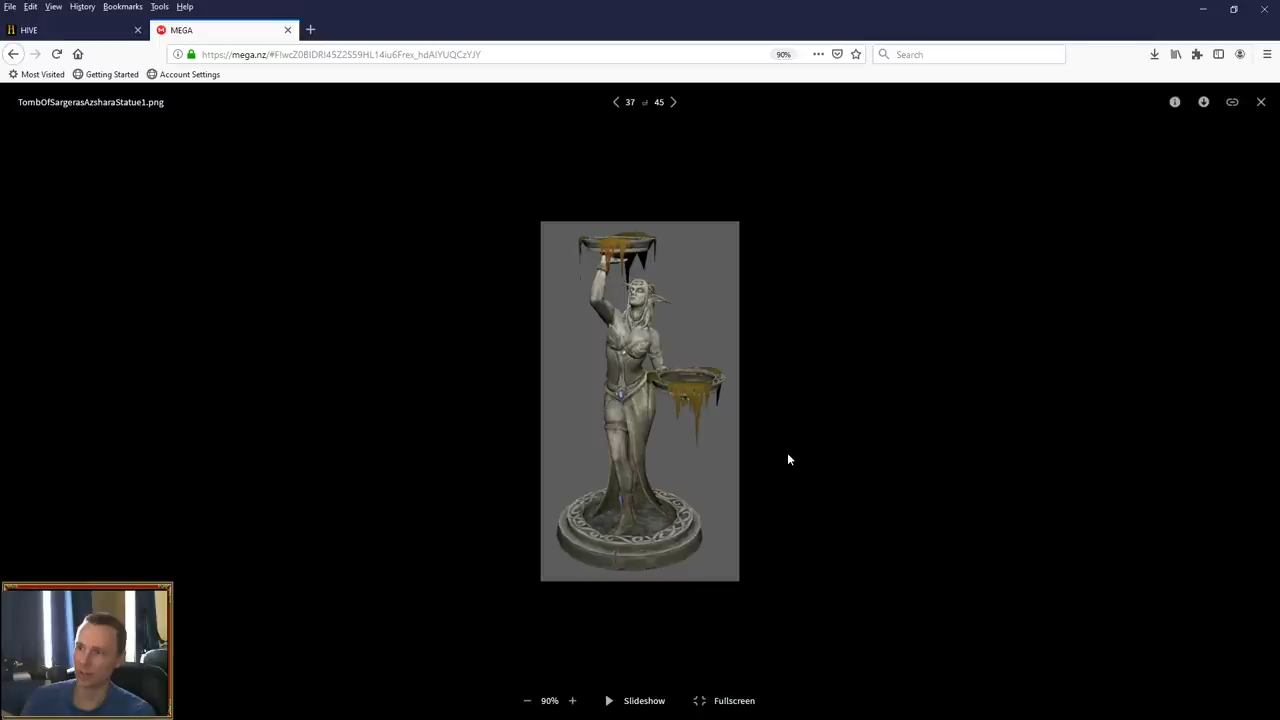 File Edit View History Bookmarks Tools Help
HIVE
MEGA
90%
Search
Most Visited
Getting Started
Account Settings
TombOfSargerasAzsharaStatue1.png
37 of 45
90%
Slideshow
Fullscreen